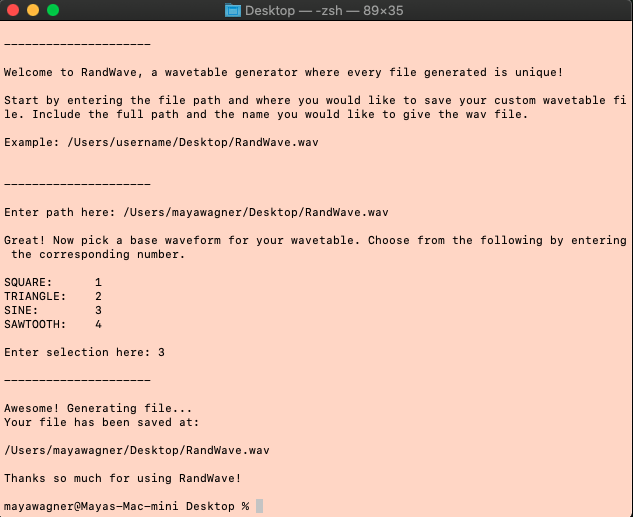 Desktop — -zsh — 89×35
---------------------
Welcome to RandWave, a wavetable generator where every file generated is unique!
Start by entering the file path and where you would like to save your custom wavetable fi
le. Include the full path and the name you would like to give the wav file.
Example: /Users/username/Desktop/RandWave.wav
---------------------
Enter path here: /Users/mayawagner/Desktop/RandWave.wav
Great! Now pick a base waveform for your wavetable. Choose from the following by entering
 the corresponding number.
SQUARE:      1
TRIANGLE:    2
SINE:        3
SAWTOOTH:    4
Enter selection here: 3
---------------------
Awesome! Generating file...
Your file has been saved at:
/Users/mayawagner/Desktop/RandWave.wav
Thanks so much for using RandWave!
mayawagner@Mayas-Mac-mini Desktop %